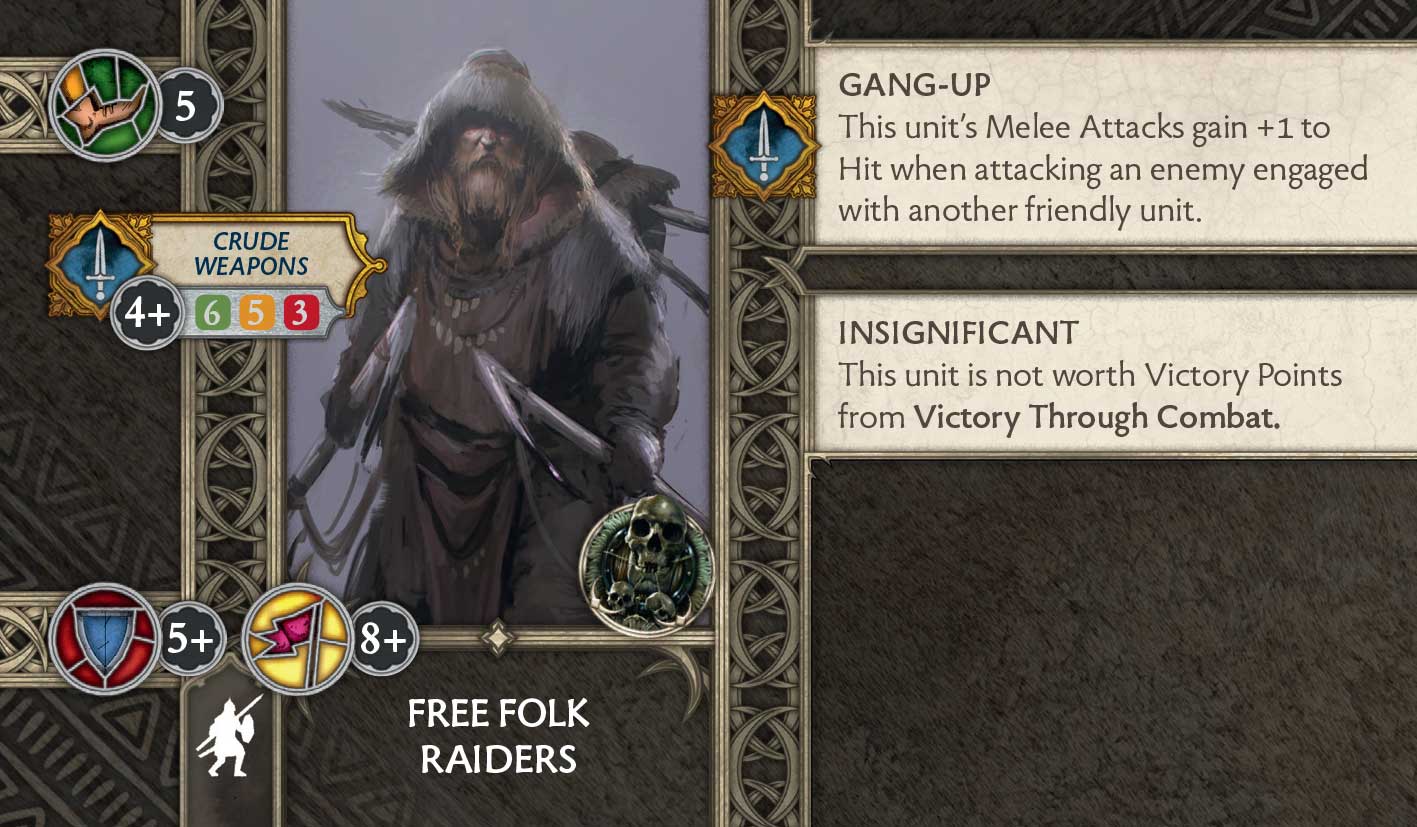 5
CRUDE
WEAPONS
4+ 6 5 3
5+ 8+
FREE FOLK
RAIDERS
GANG-UP
This unit's Melee Attacks gain +1 to
Hit when attacking an enemy engaged
with another friendly unit.
INSIGNIFICANT
This unit is not worth Victory Points
from Victory Through Combat.